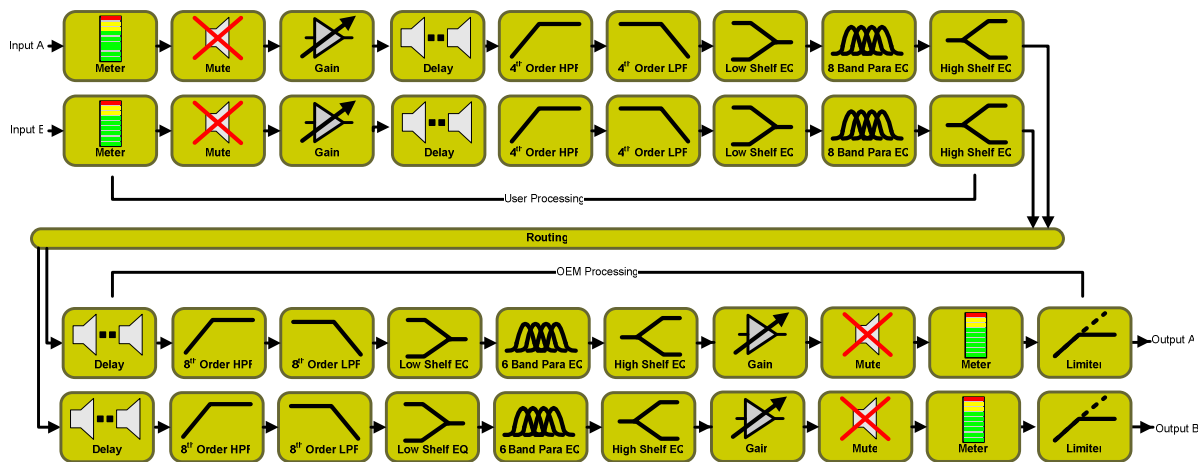 Input A
Meter
Mute
Gain
Delay
4th Order HPF
4th Order LPF
Low Shelf EQ
8 Band Para EQ
High Shelf EQ
Input B
Meter
Mute
Gain
Delay
4th Order HPF
4th Order LPF
Low Shelf EQ
8 Band Para EQ
High Shelf EQ
User Processing
Routing
OEM Processing
Delay
8th Order HPF
8th Order LPF
Low Shelf EQ
6 Band Para EQ
High Shelf EQ
Gain
Mute
Meter
Limiter
Output A
Delay
8th Order HPF
8th Order LPF
Low Shelf EQ
6 Band Para EQ
High Shelf EQ
Gain
Mute
Meter
Limiter
Output B